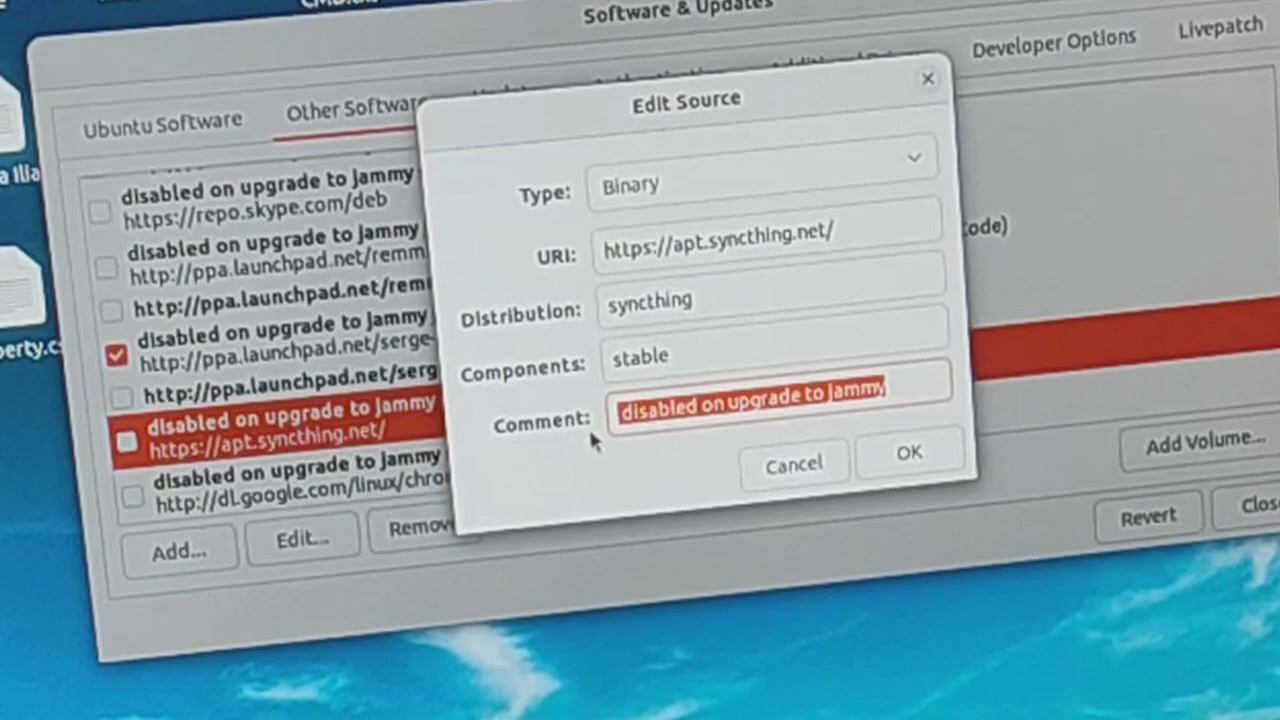 Software & Updates
Developer Options
Livepatch
Ubuntu Software
Other Software
Edit Source
disabled on upgrade to jammy
https://repo.skype.com/deb
disabled on upgrade to jammy
http://ppa.launchpad.net/remm
http://ppa.launchpad.net/rem
disabled on upgrade to jammy
http://ppa.launchpad.net/serge-
http://ppa.launchpad.net/serg
disabled on upgrade to jammy
https://apt.syncthing.net/
disabled on upgrade to jammy
http://dl.google.com/linux/chro
Type:
Binary
URI:
https://apt.syncthing.net/
Distribution:
syncthing
Components:
stable
Comment:
disabled on upgrade to jammy
Cancel
OK
ode)
Add Volume...
Add...
Edit...
Remov
Revert
Clos
a Ilia
perty.c